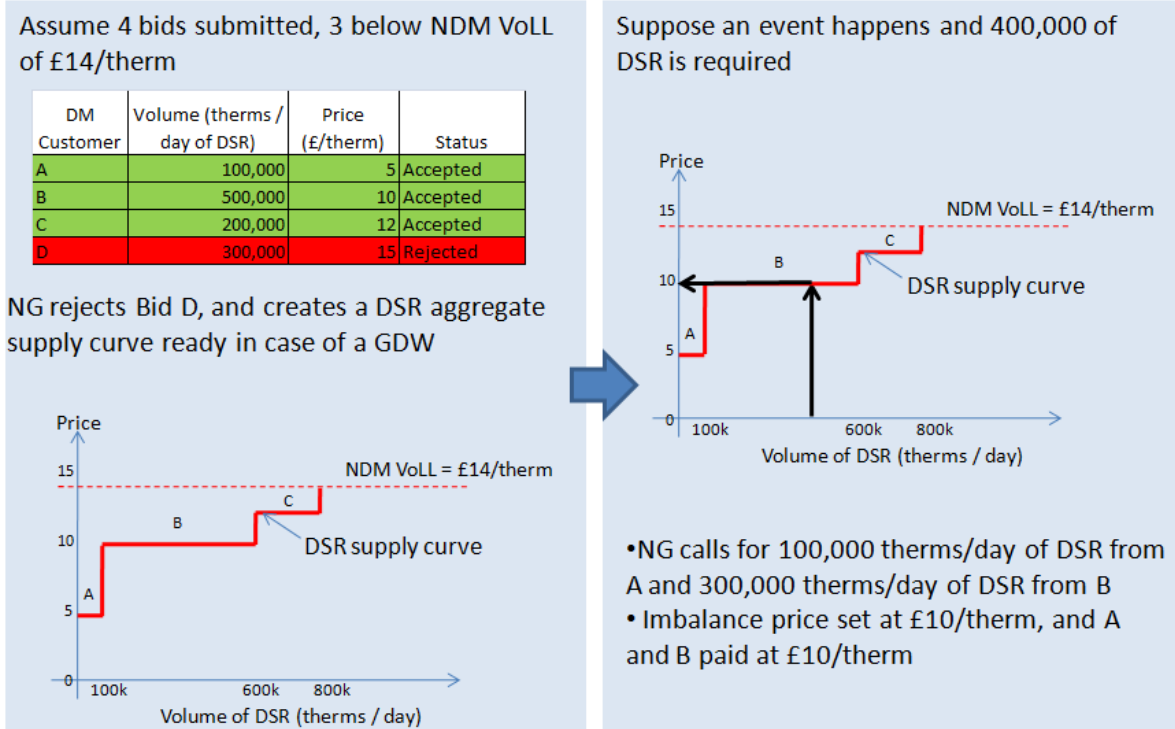 Assume 4 bids submitted, 3 below NDM VoLL
of £14/therm
DM
Customer
Volume (therms /
day of DSR)
Price
(£/therm)
Status
A 100,000 5 Accepted
B 500,000 10 Accepted
C 200,000 12 Accepted
D 300,000 15 Rejected
NG rejects Bid D, and creates a DSR aggregate
supply curve ready in case of a GDW
Price
15
NDM VoLL = £14/therm
C
B
10
DSR supply curve
A
5
0
100k 600k 800k
Volume of DSR (therms / day)
Suppose an event happens and 400,000 of
DSR is required
Price
15
NDM VoLL = £14/therm
C
B
10
DSR supply curve
A
5
0
100k 600k 800k
Volume of DSR (therms / day)
•NG calls for 100,000 therms/day of DSR from
A and 300,000 therms/day of DSR from B
• Imbalance price set at £10/therm, and A
and B paid at £10/therm